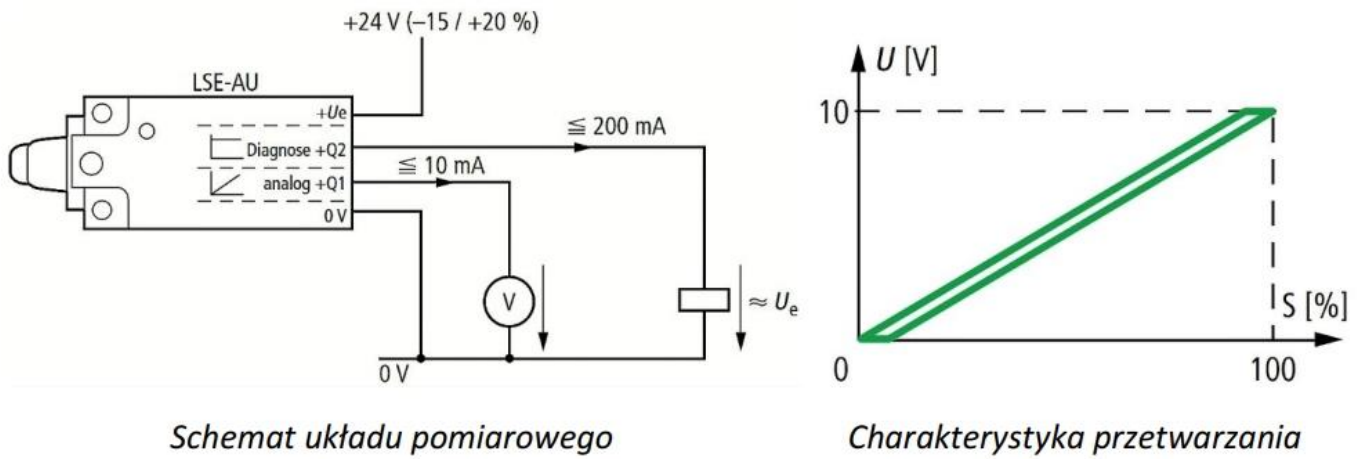 +24 V (–15 / +20 %)
LSE-AU
+Ue
Diagnose +Q2
analog +Q1
0 V
≦ 200 mA
≦ 10 mA
V
≈ Ue
0 V
U [V]
10
S [%]
0
100
Schemat układu pomiarowego
Charakterystyka przetwarzania